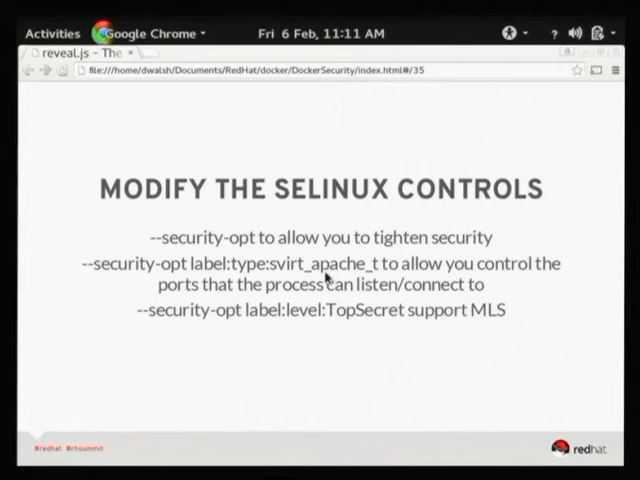 Activities Google Chrome Fri 6 Feb, 11:11 AM ?
reveal.js - The ×
file:///home/dwalsh/Documents/RedHat/docker/DockerSecurity/index.html#/35
MODIFY THE SELINUX CONTROLS
--security-opt to allow you to tighten security
--security-opt label:type:svirt_apache_t to allow you control the
ports that the process can listen/connect to
--security-opt label:level:TopSecret support MLS
#redhat #rhsummit
redhat